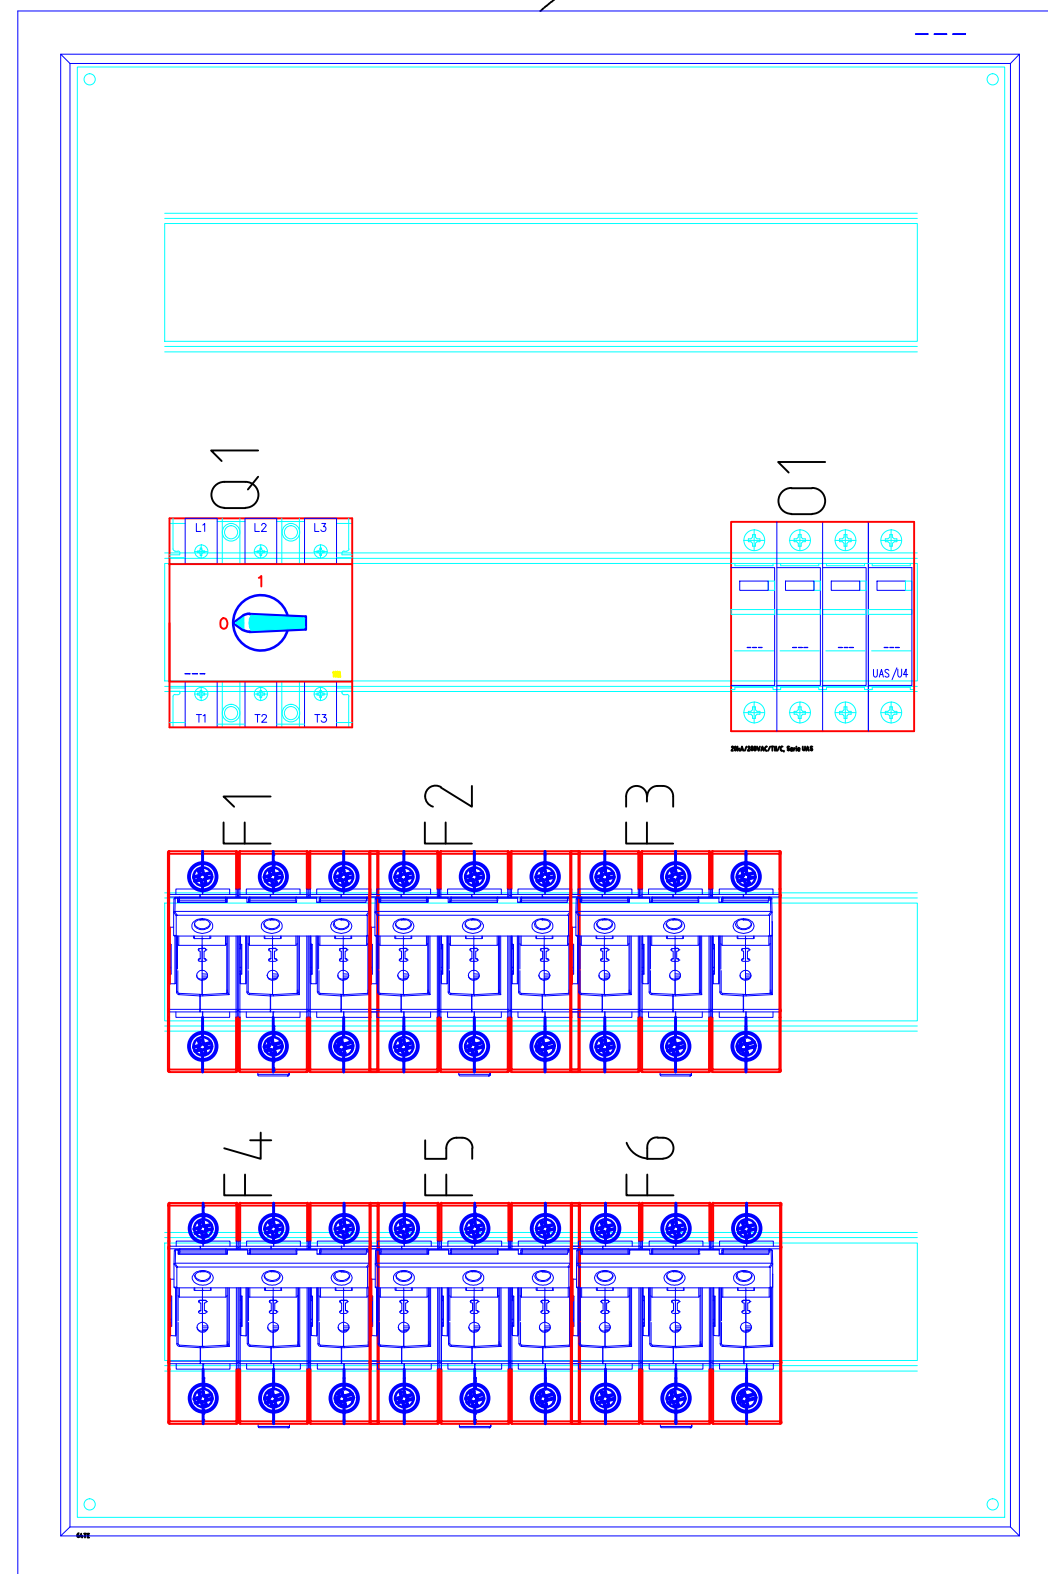 ---
Q1
O1
L1 L2 L3
1
0
---
--- --- --- ---
UAS/U4
T1 T2 T3
F1 F2 F3
F4 F5 F6